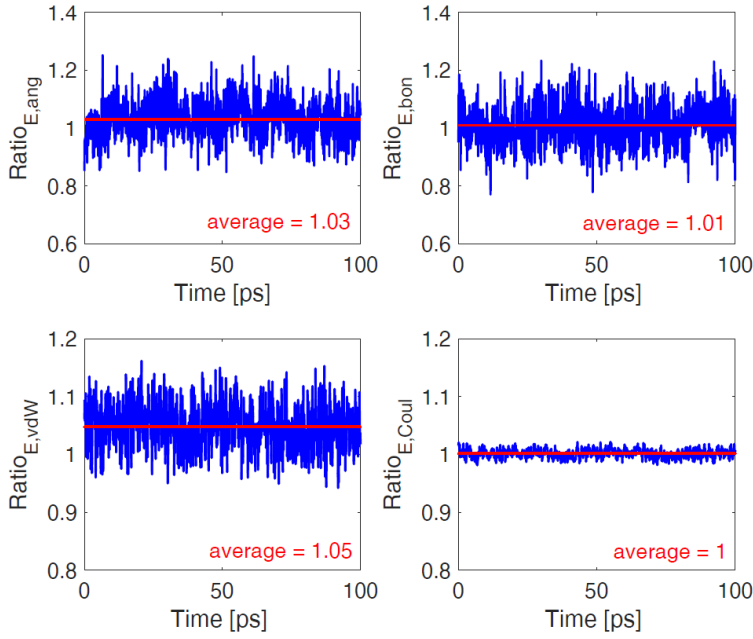 1.4
1.2
1
0.8
0.6
Ratio_E,ang
average = 1.03
0
50
100
Time [ps]
1.4
1.2
1
0.8
0.6
Ratio_E,bon
average = 1.01
0
50
100
Time [ps]
1.2
1.1
1
0.9
0.8
Ratio_E,vdW
average = 1.05
0
50
100
Time [ps]
1.2
1.1
1
0.9
0.8
Ratio_E,Coul
average = 1
0
50
100
Time [ps]